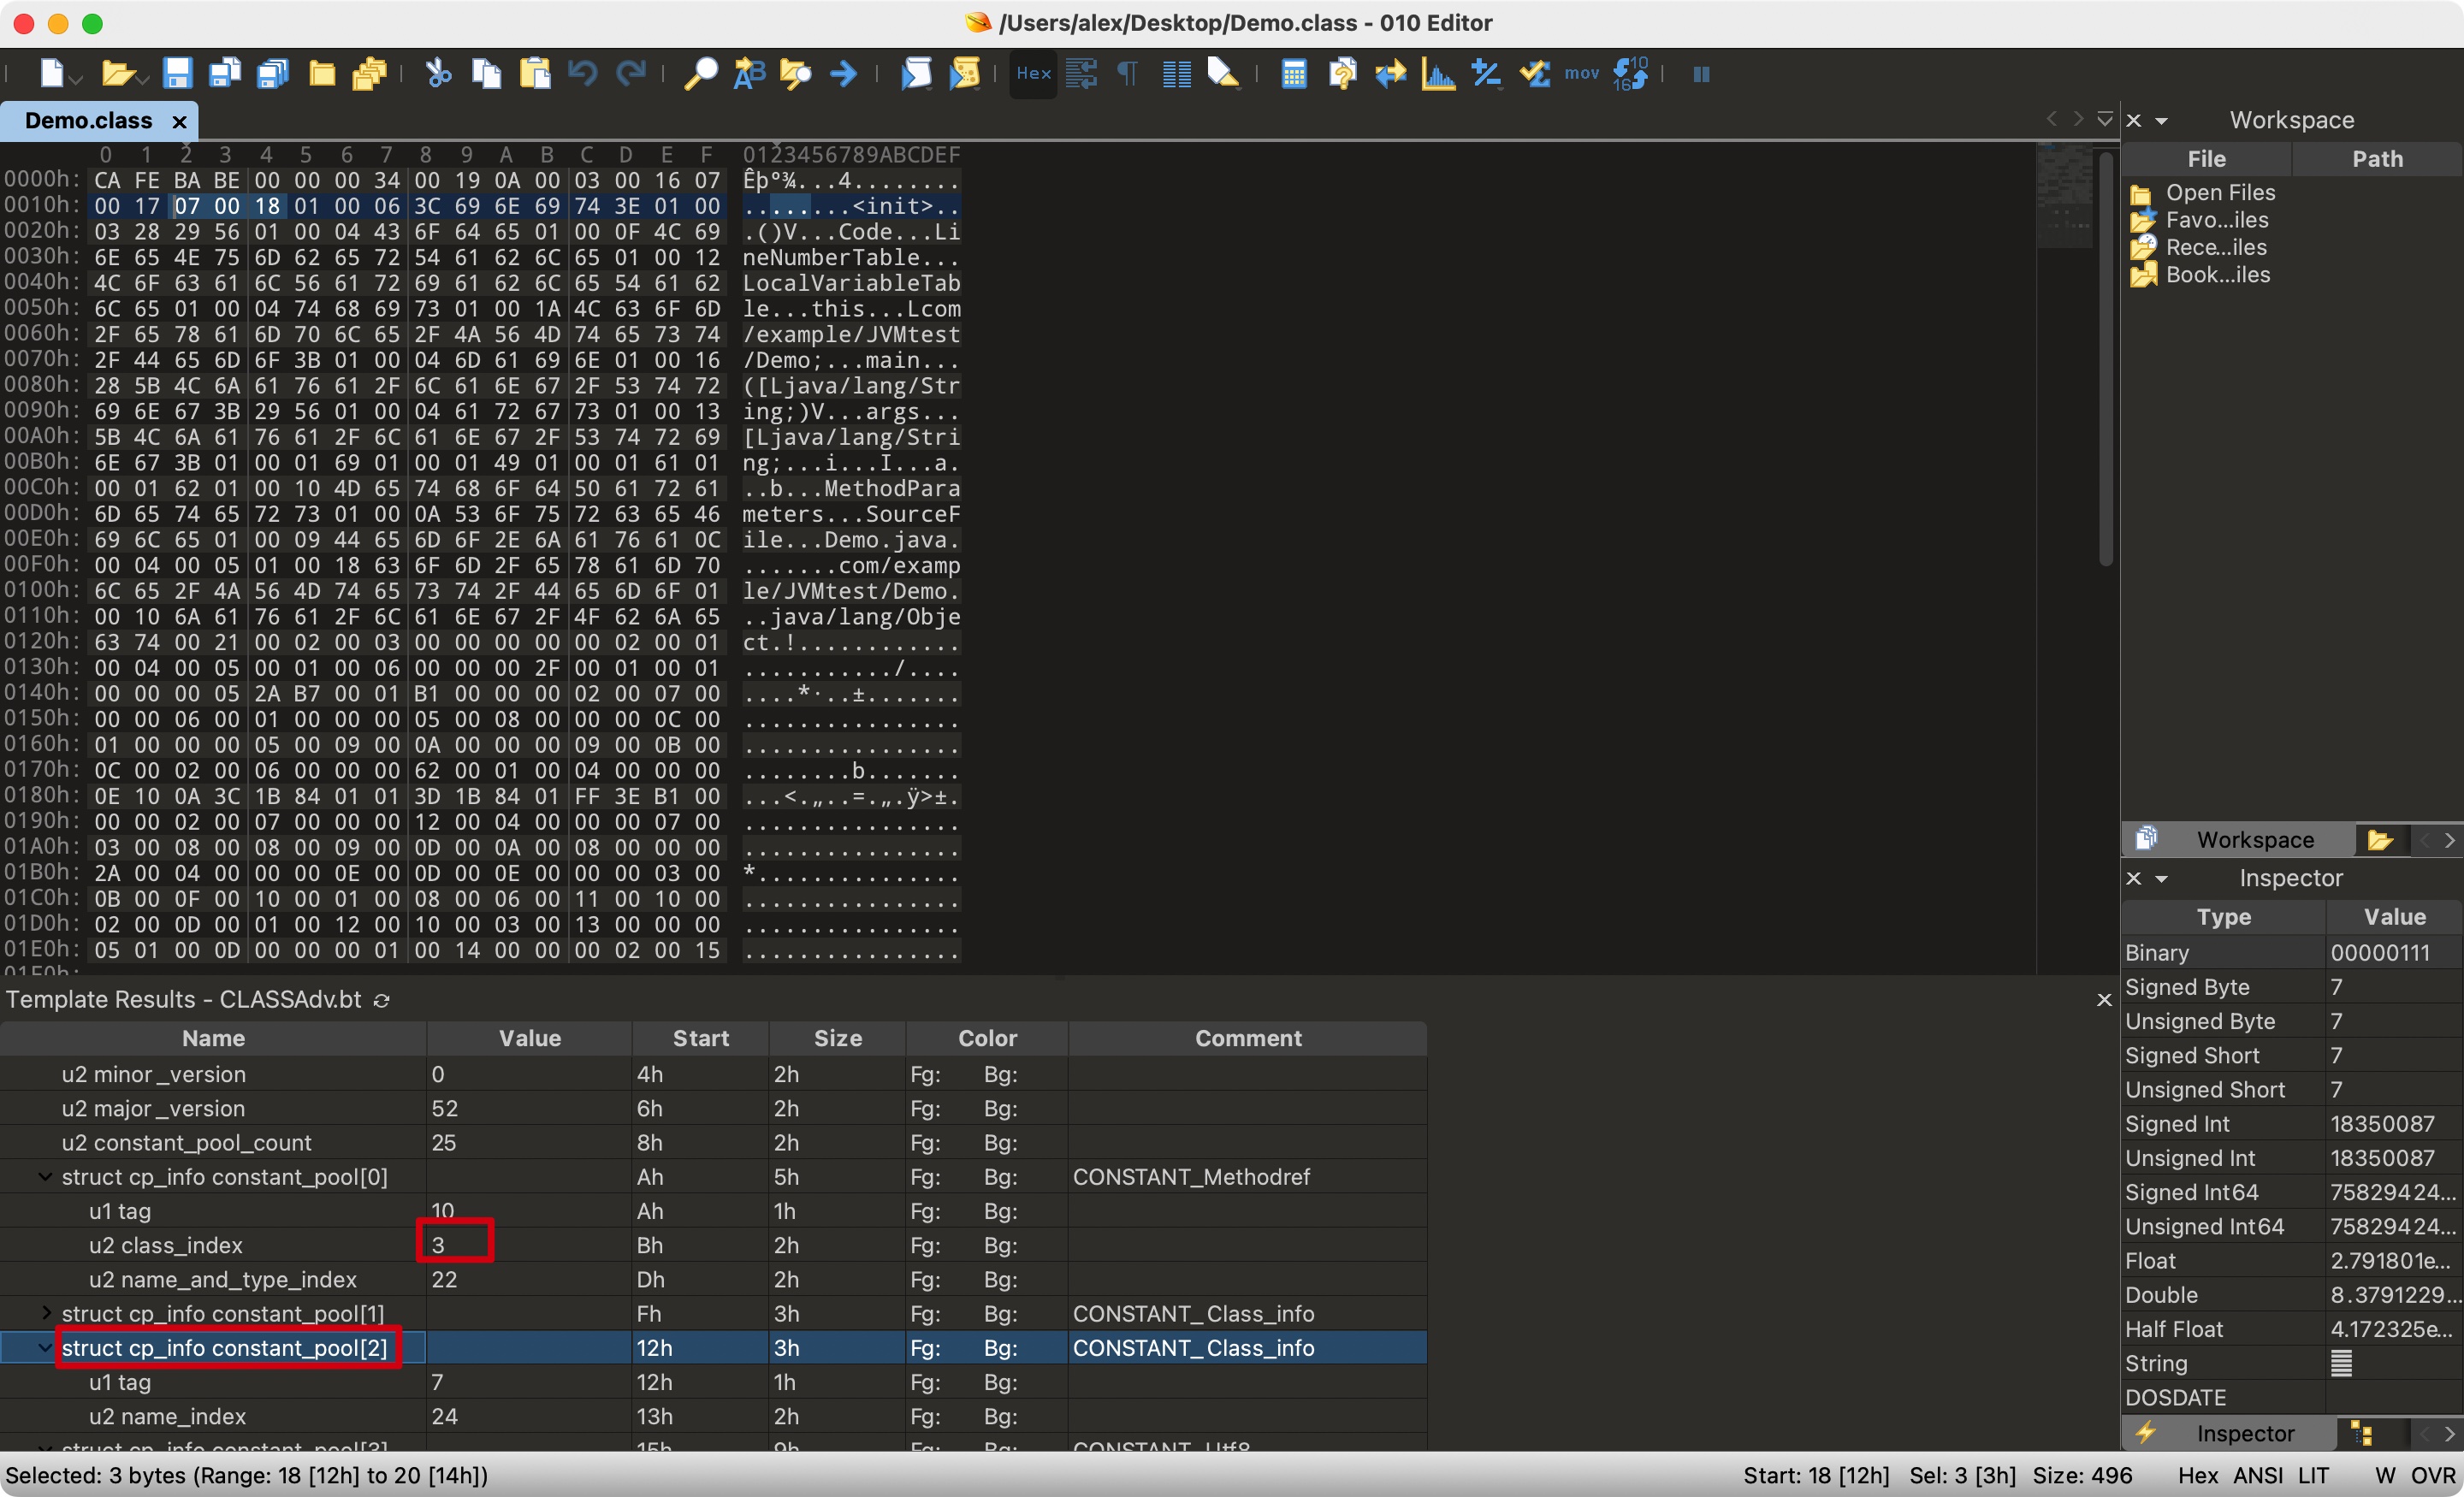 /Users/alex/Desktop/Demo.class - 010 Editor
Hex
mov
Demo.class
0 1 2 3 4 5 6 7 8 9 A B C D E F 0123456789ABCDEF
0000h: CA FE BA BE 00 00 00 34 00 19 0A 00 03 00 16 07 Êþº¾...4........
0010h: 00 17 07 00 18 01 00 06 3C 69 6E 69 74 3E 01 00 ........<init>..
0020h: 03 28 29 56 01 00 04 43 6F 64 65 01 00 0F 4C 69 .()V...Code...Li
0030h: 6E 65 4E 75 6D 62 65 72 54 61 62 6C 65 01 00 12 neNumberTable...
0040h: 4C 6F 63 61 6C 56 61 72 69 61 62 6C 65 54 61 62 LocalVariableTab
0050h: 6C 65 01 00 04 74 68 69 73 01 00 1A 4C 63 6F 6D le...this...Lcom
0060h: 2F 65 78 61 6D 70 6C 65 2F 4A 56 4D 74 65 73 74 /example/JVMtest
0070h: 2F 44 65 6D 6F 3B 01 00 04 6D 61 69 6E 01 00 16 /Demo;...main...
0080h: 28 5B 4C 6A 61 76 61 2F 6C 61 6E 67 2F 53 74 72 ([Ljava/lang/Str
0090h: 69 6E 67 3B 29 56 01 00 04 61 72 67 73 01 00 13 ing;)V...args...
00A0h: 5B 4C 6A 61 76 61 2F 6C 61 6E 67 2F 53 74 72 69 [Ljava/lang/Stri
00B0h: 6E 67 3B 01 00 01 69 01 00 01 49 01 00 01 61 01 ng;...i...I...a.
00C0h: 00 01 62 01 00 10 4D 65 74 68 6F 64 50 61 72 61 ..b...MethodPara
00D0h: 6D 65 74 65 72 73 01 00 0A 53 6F 75 72 63 65 46 meters...SourceF
00E0h: 69 6C 65 01 00 09 44 65 6D 6F 2E 6A 61 76 61 0C ile...Demo.java.
00F0h: 00 04 00 05 01 00 18 63 6F 6D 2F 65 78 61 6D 70 .......com/examp
0100h: 6C 65 2F 4A 56 4D 74 65 73 74 2F 44 65 6D 6F 01 le/JVMtest/Demo.
0110h: 00 10 6A 61 76 61 2F 6C 61 6E 67 2F 4F 62 6A 65 ..java/lang/Obje
0120h: 63 74 00 21 00 02 00 03 00 00 00 00 00 02 00 01 ct.!............
0130h: 00 04 00 05 00 01 00 06 00 00 00 2F 00 01 00 01 .........../....
0140h: 00 00 00 05 2A B7 00 01 B1 00 00 00 02 00 07 00 ....*·..±.......
0150h: 00 00 06 00 01 00 00 00 05 00 08 00 00 00 0C 00 ................
0160h: 01 00 00 00 05 00 09 00 0A 00 00 00 09 00 0B 00 ................
0170h: 0C 00 02 00 06 00 00 00 62 00 01 00 04 00 00 00 ........b.......
0180h: 0E 10 0A 3C 1B 84 01 01 3D 1B 84 01 FF 3E B1 00 ...<.„..=.„.ÿ>±.
0190h: 00 00 02 00 07 00 00 00 12 00 04 00 00 00 07 00 ................
01A0h: 03 00 08 00 08 00 09 00 0D 00 0A 00 08 00 00 00 ................
01B0h: 2A 00 04 00 00 00 0E 00 0D 00 0E 00 00 00 03 00 *...............
01C0h: 0B 00 0F 00 10 00 01 00 08 00 06 00 11 00 10 00 ................
01D0h: 02 00 0D 00 01 00 12 00 10 00 03 00 13 00 00 00 ................
01E0h: 05 01 00 0D 00 00 00 01 00 14 00 00 00 02 00 15 ................
01F0h:
Template Results - CLASSAdv.bt
Name Value Start Size Color Comment
u2 minor_version 0 4h 2h Fg: Bg:
u2 major_version 52 6h 2h Fg: Bg:
u2 constant_pool_count 25 8h 2h Fg: Bg:
struct cp_info constant_pool[0] Ah 5h Fg: Bg: CONSTANT_Methodref
u1 tag 10 Ah 1h Fg: Bg:
u2 class_index 3 Bh 2h Fg: Bg:
u2 name_and_type_index 22 Dh 2h Fg: Bg:
struct cp_info constant_pool[1] Fh 3h Fg: Bg: CONSTANT_Class_info
struct cp_info constant_pool[2] 12h 3h Fg: Bg: CONSTANT_Class_info
u1 tag 7 12h 1h Fg: Bg:
u2 name_index 24 13h 2h Fg: Bg:
struct cp_info constant_pool[3] 15h 9h Fg: Bg: CONSTANT_Utf8
Workspace
File Path
Open Files
Favo...iles
Rece...iles
Book...iles
Workspace
Inspector
Type Value
Binary 00000111
Signed Byte 7
Unsigned Byte 7
Signed Short 7
Unsigned Short 7
Signed Int 18350087
Unsigned Int 18350087
Signed Int64 75829424...
Unsigned Int64 75829424...
Float 2.791801e...
Double 8.3791229...
Half Float 4.172325e...
String
DOSDATE
Inspector
Selected: 3 bytes (Range: 18 [12h] to 20 [14h]) Start: 18 [12h] Sel: 3 [3h] Size: 496 Hex ANSI LIT W OVR